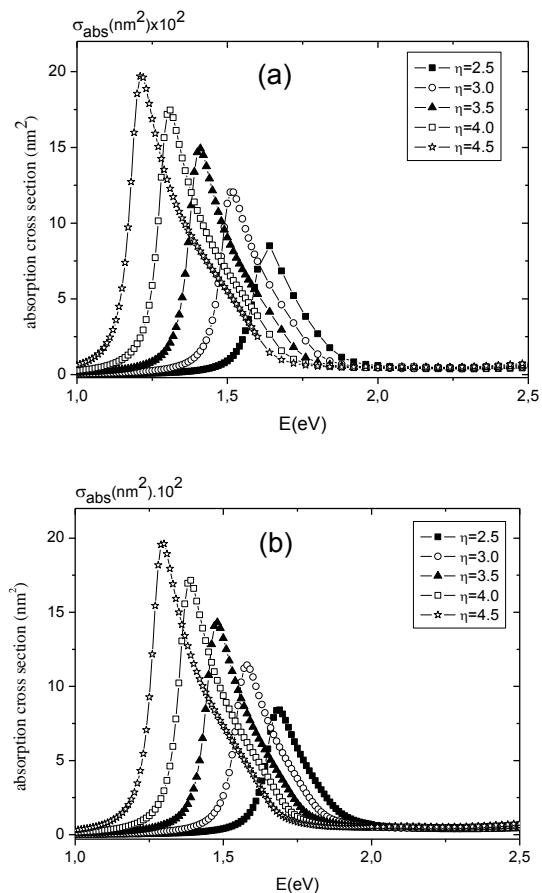 σabs(nm²)x10²
(a)
η=2.5
η=3.0
η=3.5
η=4.0
η=4.5
absorption cross section (nm²)
20
15
10
5
0
1,0 1,5 2,0 2,5
E(eV)
σabs(nm²).10²
(b)
η=2.5
η=3.0
η=3.5
η=4.0
η=4.5
absorption cross section (nm²)
20
15
10
5
0
1,0 1,5 2,0 2,5
E(eV)